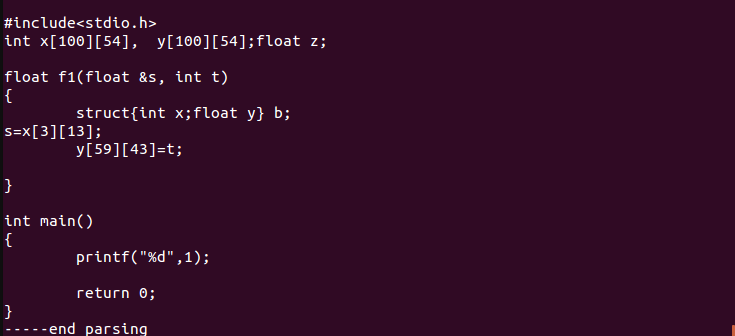 #include<stdio.h>
int x[100][54],  y[100][54];float z;
float f1(float &s, int t)
{
        struct{int x;float y} b;
s=x[3][13];
        y[59][43]=t;
}
int main()
{
        printf("%d",1);
        return 0;
}
-----end parsing